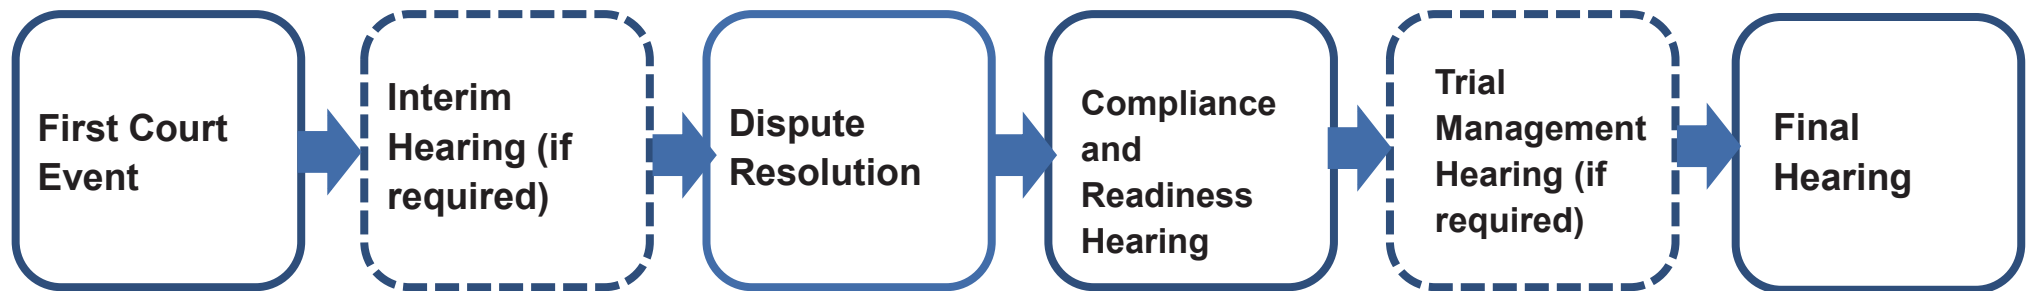 First Court
Event
Interim
Hearing (if
required)
Dispute
Resolution
Compliance
and
Readiness
Hearing
Trial
Management
Hearing (if
required)
Final
Hearing